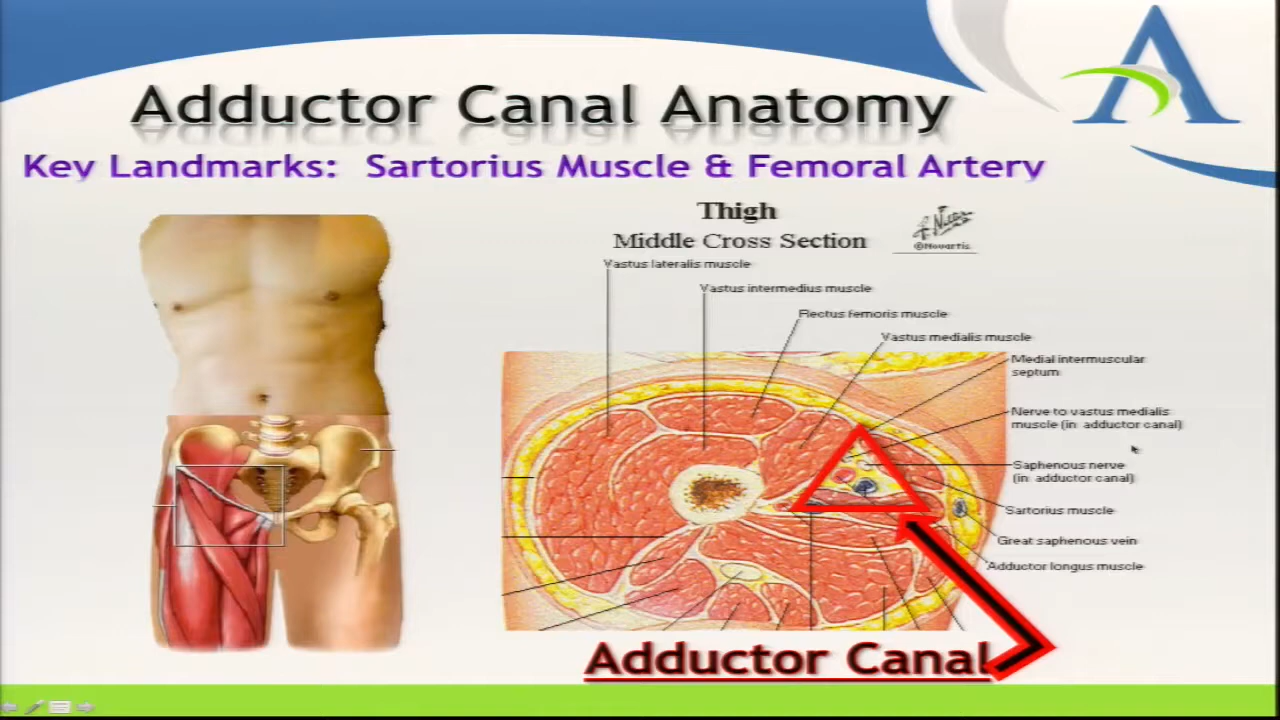 Adductor Canal Anatomy
Key Landmarks: Sartorius Muscle & Femoral Artery
Thigh
Middle Cross Section
©Novartis
Vastus lateralis muscle
Vastus intermedius muscle
Rectus femoris muscle
Vastus medialis muscle
Medial intermuscular
septum
Nerve to vastus medialis
muscle (in adductor canal)
Saphenous nerve
(in adductor canal)
Sartorius muscle
Great saphenous vein
Adductor longus muscle
Adductor Canal